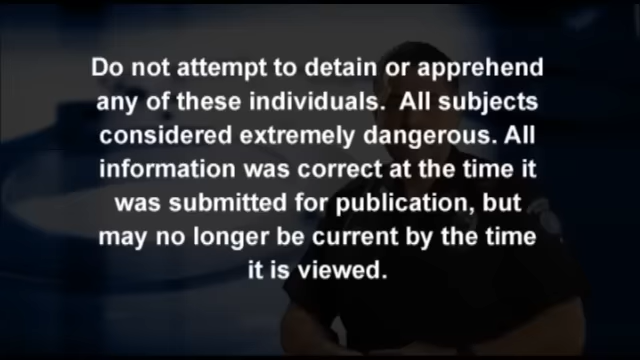 Do not attempt to detain or apprehend
any of these individuals.  All subjects
considered extremely dangerous. All
information was correct at the time it
was submitted for publication, but
may no longer be current by the time
it is viewed.